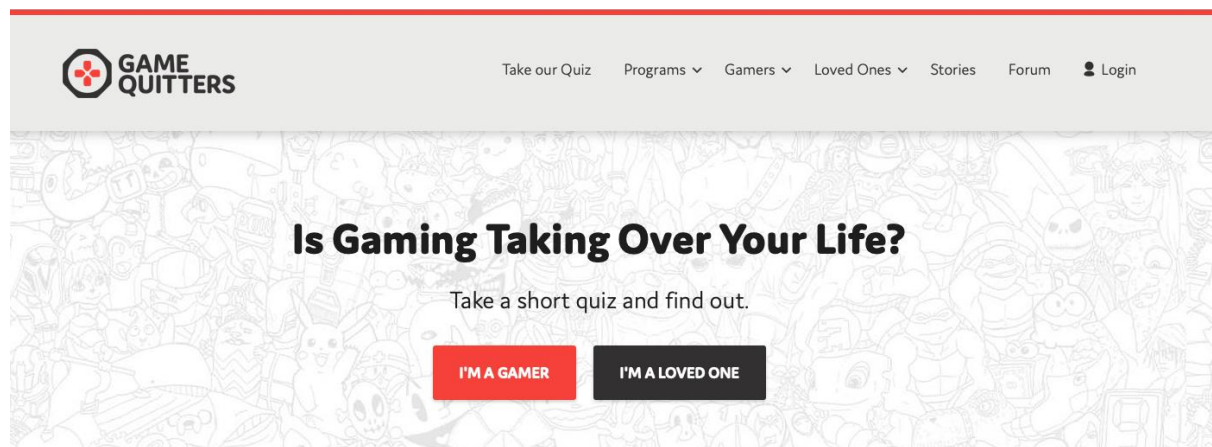 GAME
QUITTERS
Take our Quiz Programs Gamers Loved Ones Stories Forum Login
Is Gaming Taking Over Your Life?
Take a short quiz and find out.
I'M A GAMER I'M A LOVED ONE